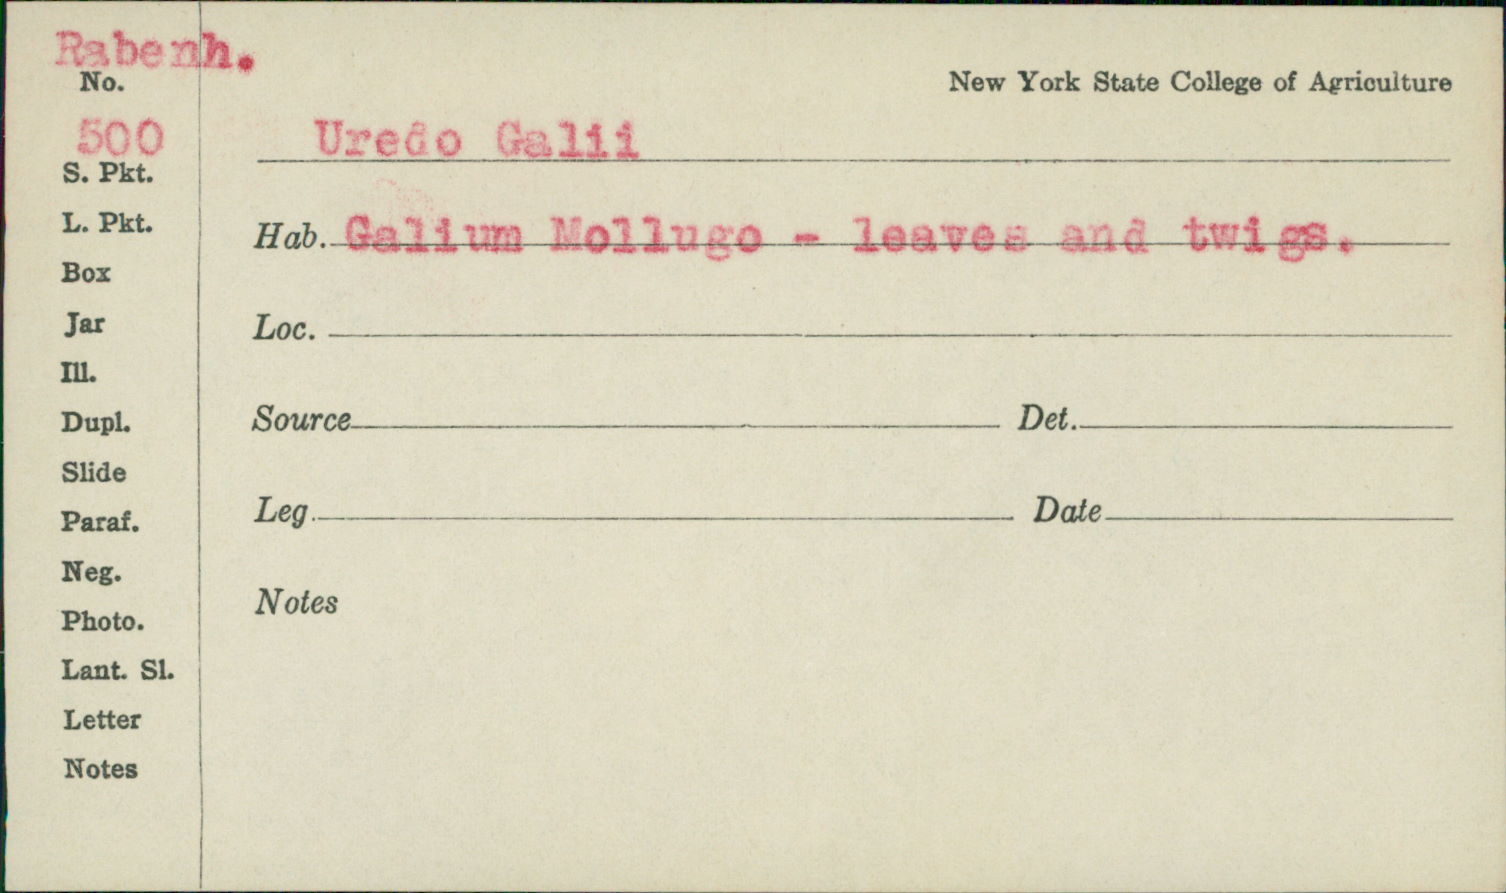 Rabenh.
No.
New York State College of Agriculture
500
Uredo Galii
S. Pkt.
L. Pkt.
Hab. Galium Mollugo - leaves and twigs.
Box
Jar
Loc.
Ill.
Dupl.
Source Det.
Slide
Paraf.
Leg. Date
Neg.
Notes
Photo.
Lant. Sl.
Letter
Notes